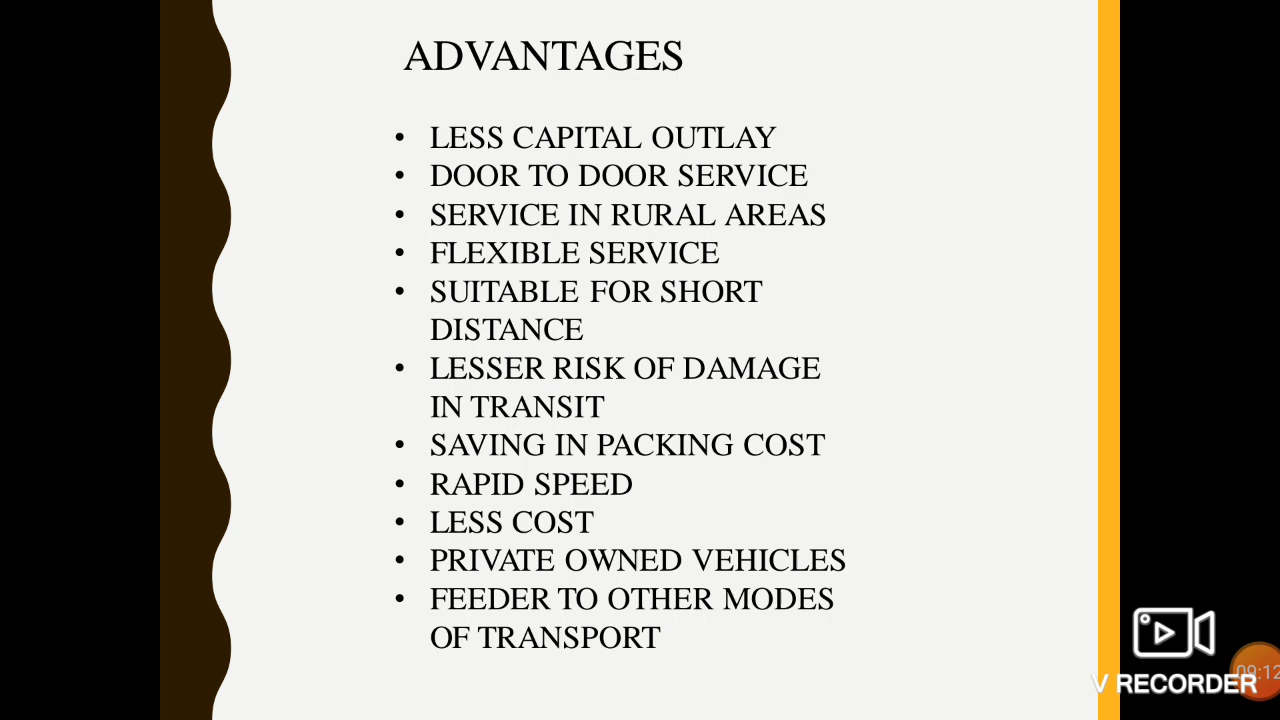 ADVANTAGES
• LESS CAPITAL OUTLAY
• DOOR TO DOOR SERVICE
• SERVICE IN RURAL AREAS
• FLEXIBLE SERVICE
• SUITABLE FOR SHORT
DISTANCE
• LESSER RISK OF DAMAGE
IN TRANSIT
• SAVING IN PACKING COST
• RAPID SPEED
• LESS COST
• PRIVATE OWNED VEHICLES
• FEEDER TO OTHER MODES
OF TRANSPORT
09:12
V RECORDER